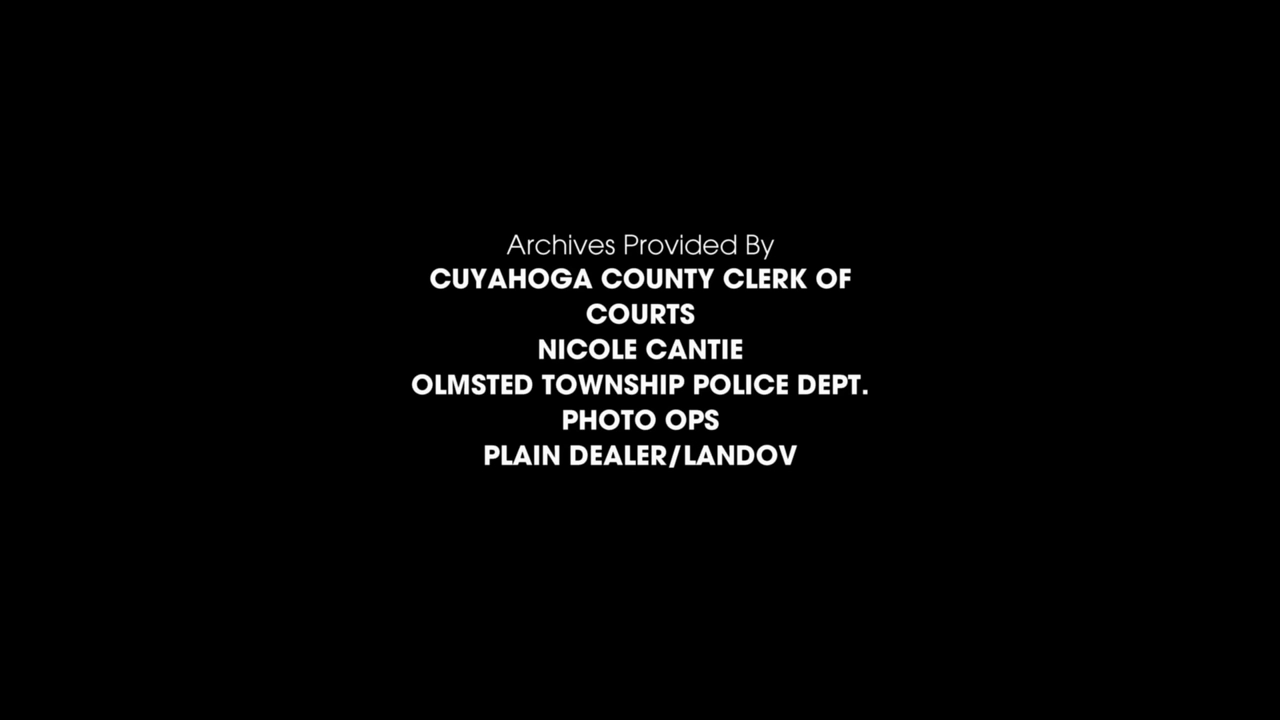 Archives Provided By
CUYAHOGA COUNTY CLERK OF
COURTS
NICOLE CANTIE
OLMSTED TOWNSHIP POLICE DEPT.
PHOTO OPS
PLAIN DEALER/LANDOV